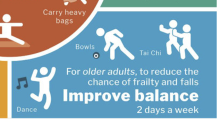 Carry heavy
bags
Bowls
Tai Chi
Dance
For older adults, to reduce the
chance of frailty and falls
Improve balance
2 days a week